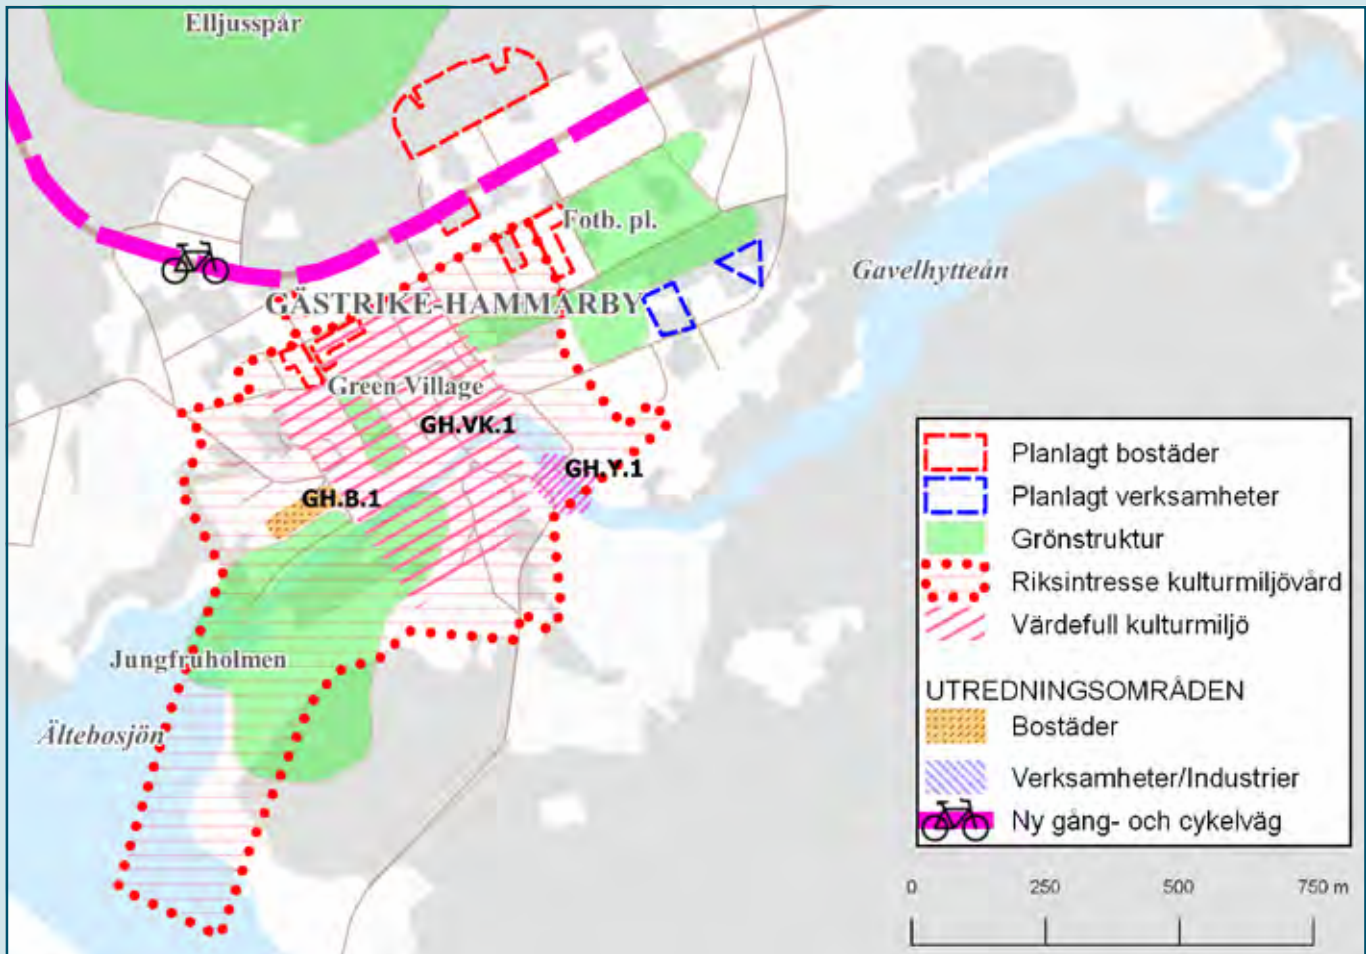 Elljusspår
Fotb. pl.
Gavelhytteån
GÄSTRIKE-HAMMARBY
Green Village
GH.VK.1
GH.Y.1
GH.B.1
Jungfruholmen
Ältebosjön
Planlagt bostäder
Planlagt verksamheter
Grönstruktur
Riksintresse kulturmiljövård
Värdefull kulturmiljö
UTREDNINGSOMRÅDEN
Bostäder
Verksamheter/Industrier
Ny gång- och cykelväg
0 250 500 750 m